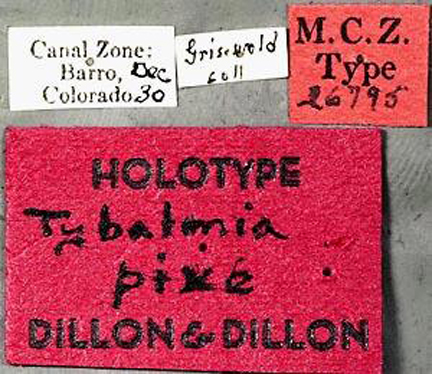 Canal Zone:
Barro, Dec
Colorado 30
Griswold
coll
M.C.Z.
Type
26795
HOLOTYPE
Tybalmia
pixe
DILLON & DILLON